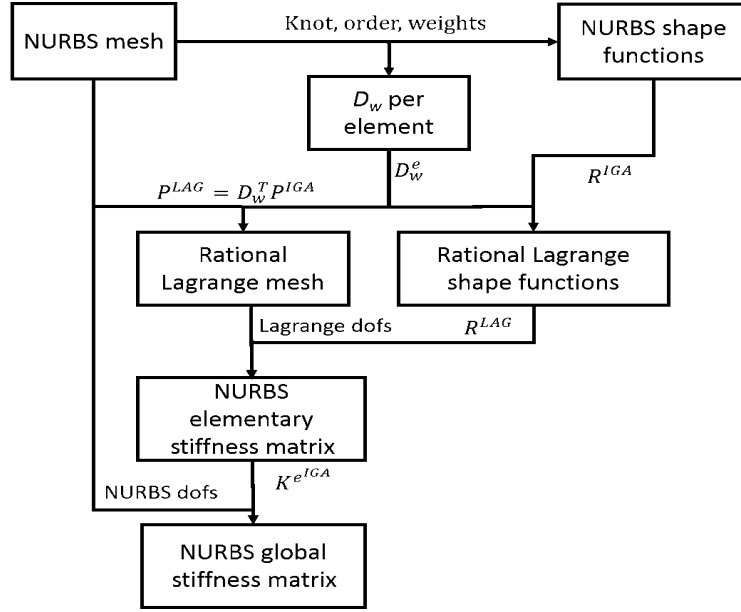 NURBS mesh
Knot, order, weights
NURBS shape
functions
D_w per
element
D_w^e
R^{IGA}
P^{LAG} = D_w^T P^{IGA}
Rational
Lagrange mesh
Rational Lagrange
shape functions
Lagrange dofs
R^{LAG}
NURBS
elementary
stiffness matrix
K^{e^{IGA}}
NURBS dofs
NURBS global
stiffness matrix